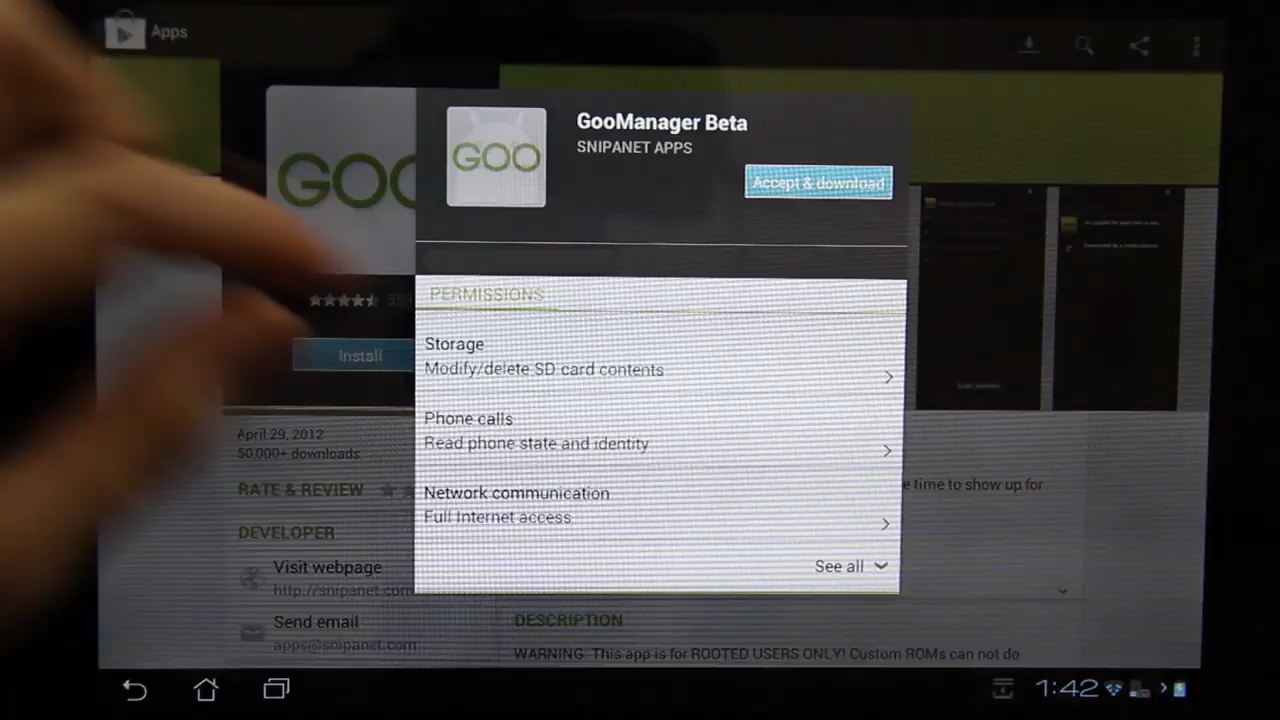 Apps
GOO
GooManager Beta
SNIPANET APPS
Accept & download
PERMISSIONS
Storage
Modify/delete SD card contents
Install
Phone calls
Read phone state and identity
April 29, 2012
50,000+ downloads
RATE & REVIEW
Network communication
Full Internet access
e time to show up for
DEVELOPER
See all
Visit webpage
http://snipanet.com
Send email
apps@snipanet.com
DESCRIPTION
WARNING: This app is for ROOTED USERS ONLY! Custom ROMs can not do
1:42